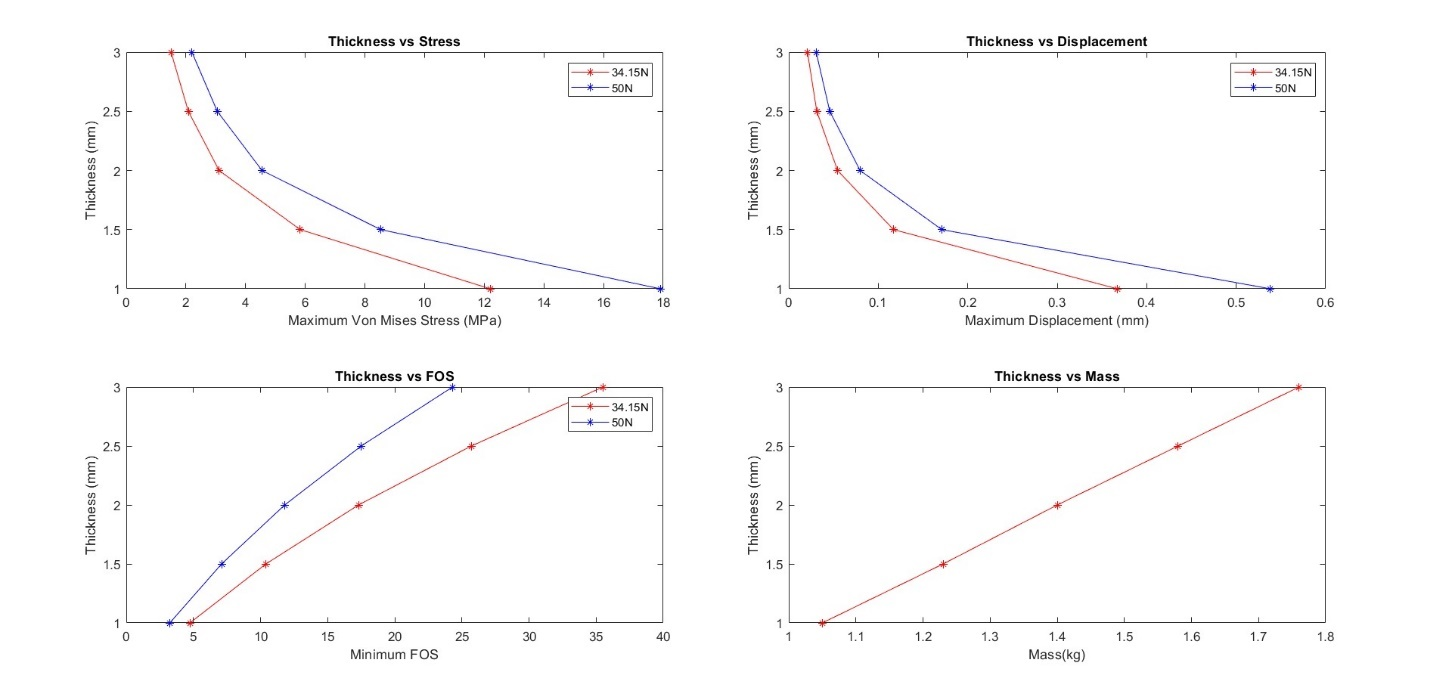 Thickness vs Stress
3
2.5
2
1.5
1
Thickness (mm)
34.15N
50N
0 2 4 6 8 10 12 14 16 18
Maximum Von Mises Stress (MPa)
Thickness vs Displacement
3
2.5
2
1.5
1
Thickness (mm)
34.15N
50N
0 0.1 0.2 0.3 0.4 0.5 0.6
Maximum Displacement (mm)
Thickness vs FOS
3
2.5
2
1.5
1
Thickness (mm)
34.15N
50N
0 5 10 15 20 25 30 35 40
Minimum FOS
Thickness vs Mass
3
2.5
2
1.5
1
Thickness (mm)
1 1.1 1.2 1.3 1.4 1.5 1.6 1.7 1.8
Mass(kg)